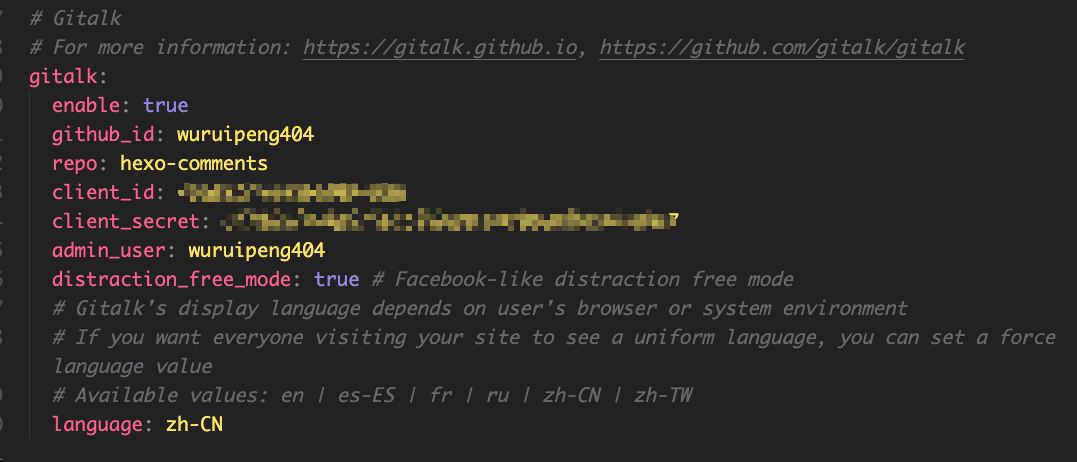 # Gitalk
# For more information: https://gitalk.github.io, https://github.com/gitalk/gitalk
gitalk:
enable: true
github_id: wuruipeng404
repo: hexo-comments
client_id:
client_secret:
admin_user: wuruipeng404
distraction_free_mode: true # Facebook-like distraction free mode
# Gitalk's display language depends on user's browser or system environment
# If you want everyone visiting your site to see a uniform language, you can set a force
language value
# Available values: en | es-ES | fr | ru | zh-CN | zh-TW
language: zh-CN